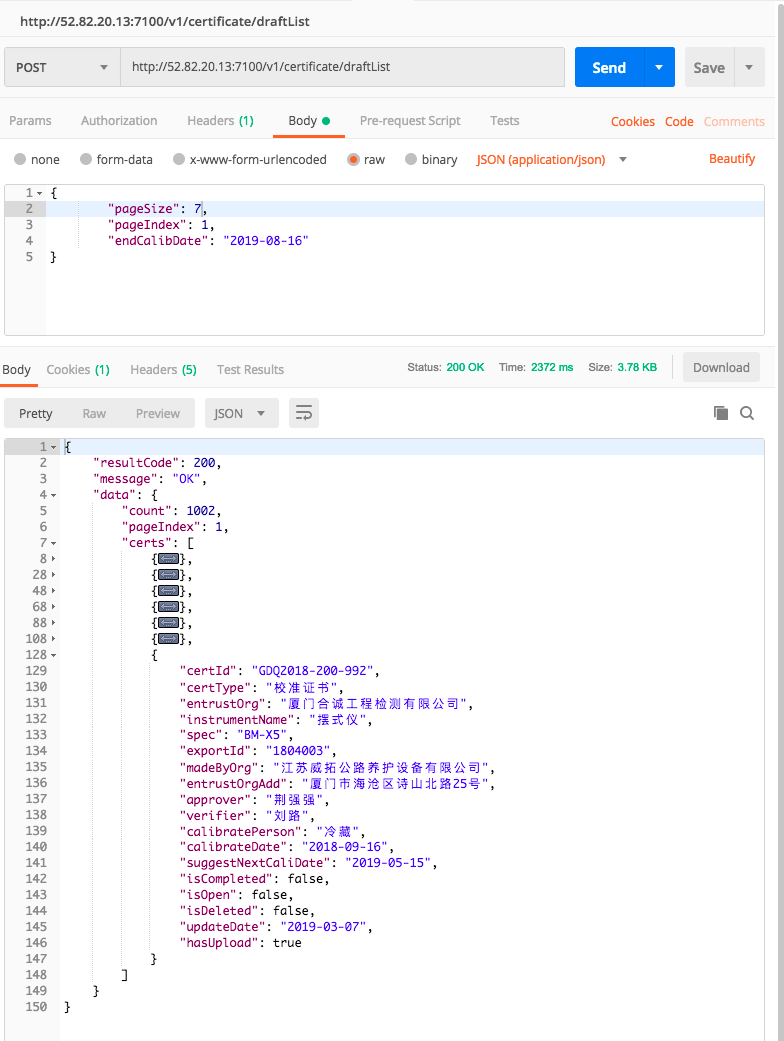 http://52.82.20.13:7100/v1/certificate/draftList
POST http://52.82.20.13:7100/v1/certificate/draftList Send Save
Params Authorization Headers (1) Body Pre-request Script Tests Cookies Code Comments
none form-data x-www-form-urlencoded raw binary JSON (application/json) Beautify
1 {
2 "pageSize": 7,
3 "pageIndex": 1,
4 "endCalibDate": "2019-08-16"
5 }
Body Cookies (1) Headers (5) Test Results Status: 200 OK Time: 2372 ms Size: 3.78 KB Download
Pretty Raw Preview JSON
1 {
2 "resultCode": 200,
3 "message": "OK",
4 "data": {
5 "count": 1002,
6 "pageIndex": 1,
7 "certs": [
8 {},
28 {},
48 {},
68 {},
88 {},
108 {},
128 {
129 "certId": "GDQ2018-200-992",
130 "certType": "校准证书",
131 "entrustOrg": "厦门合诚工程检测有限公司",
132 "instrumentName": "摆式仪",
133 "spec": "BM-X5",
134 "exportId": "1804003",
135 "madeByOrg": "江苏威拓公路养护设备有限公司",
136 "entrustOrgAdd": "厦门市海沧区诗山北路25号",
137 "approver": "荆强强",
138 "verifier": "刘路",
139 "calibratePerson": "冷藏",
140 "calibrateDate": "2018-09-16",
141 "suggestNextCaliDate": "2019-05-15",
142 "isCompleted": false,
143 "isOpen": false,
144 "isDeleted": false,
145 "updateDate": "2019-03-07",
146 "hasUpload": true
147 }
148 ]
149 }
150 }